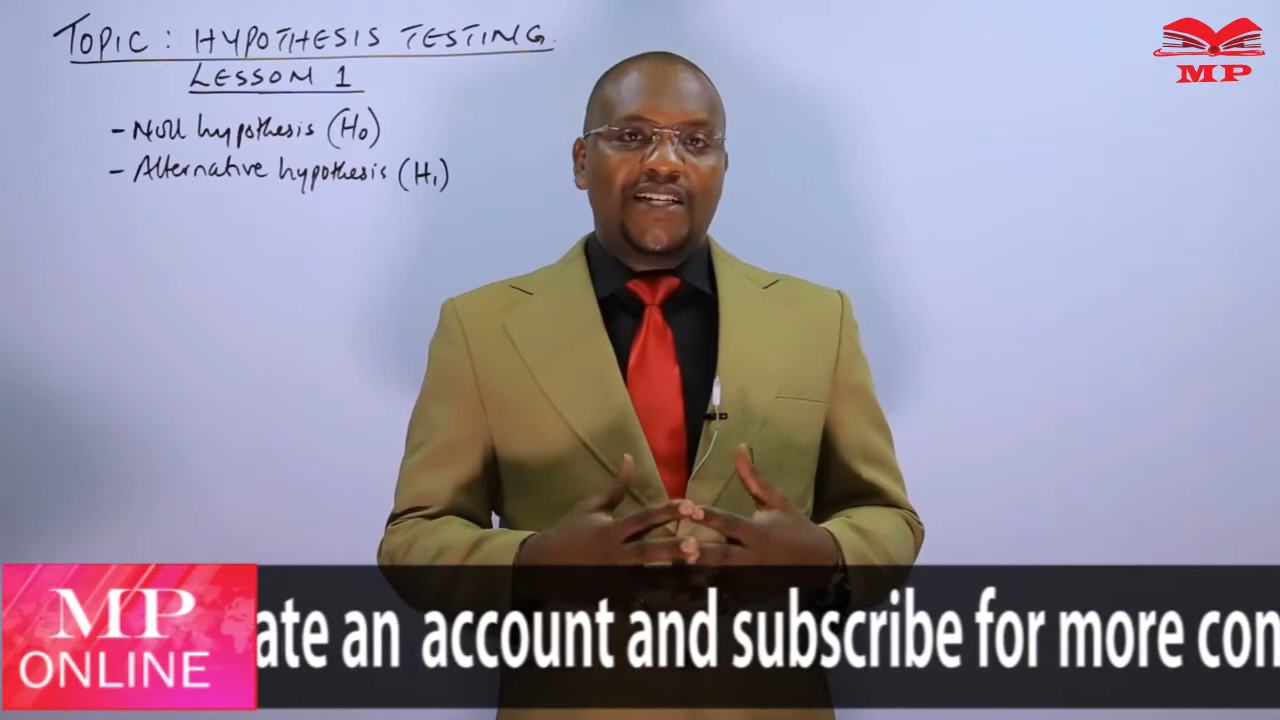 TOPIC: HYPOTHESIS TESTING.
LESSON 1
- Null hypothesis (H0)
- Alternative hypothesis (H1)
MP
MP
ONLINE
ate an account and subscribe for more con